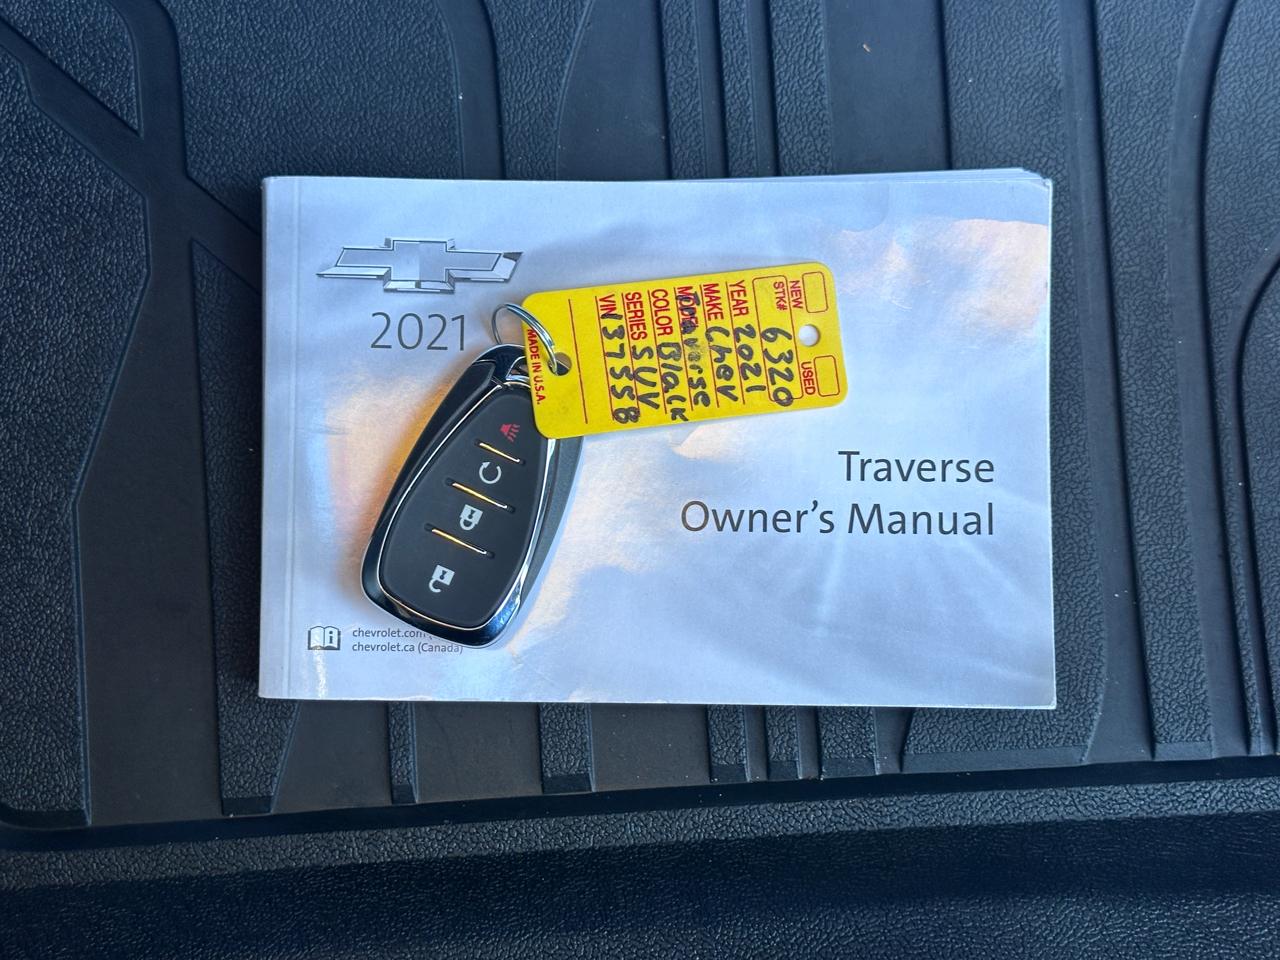 2021
NEW USED
STK# 6320
YEAR 2021
MAKE Chev
MODEL Traverse
COLOR Black
SERIES SUV
VIN 137558
MADE IN U.S.A.
Traverse
Owner's Manual
chevrolet.com (
chevrolet.ca (Canada)